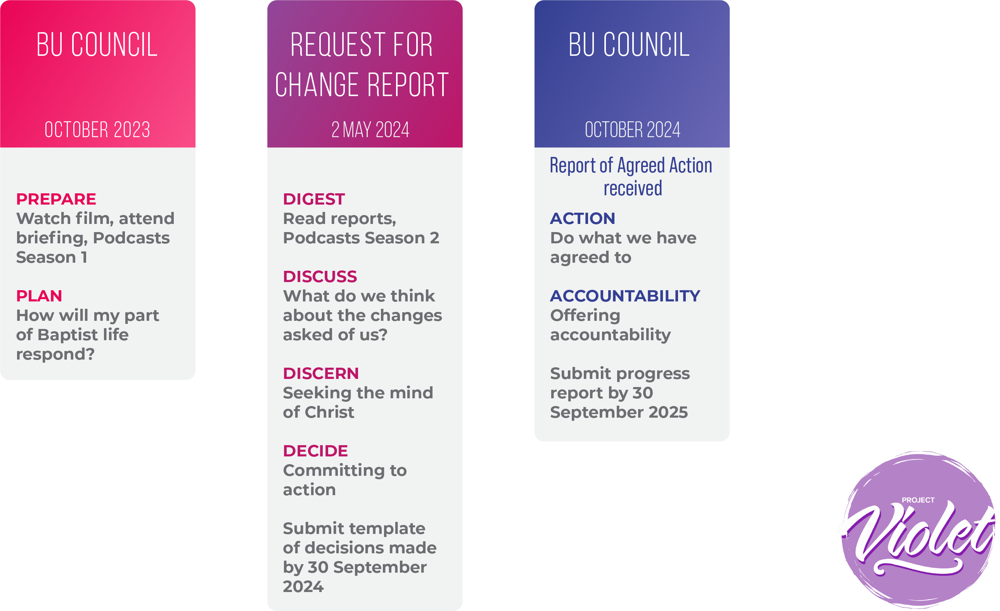 BU COUNCIL
OCTOBER 2023
PREPARE
Watch film, attend
briefing, Podcasts
Season 1
PLAN
How will my part
of Baptist life
respond?
REQUEST FOR
CHANGE REPORT
2 MAY 2024
DIGEST
Read reports,
Podcasts Season 2
DISCUSS
What do we think
about the changes
asked of us?
DISCERN
Seeking the mind
of Christ
DECIDE
Committing to
action
Submit template
of decisions made
by 30 September
2024
BU COUNCIL
OCTOBER 2024
Report of Agreed Action
received
ACTION
Do what we have
agreed to
ACCOUNTABILITY
Offering
accountability
Submit progress
report by 30
September 2025
PROJECT
Violet